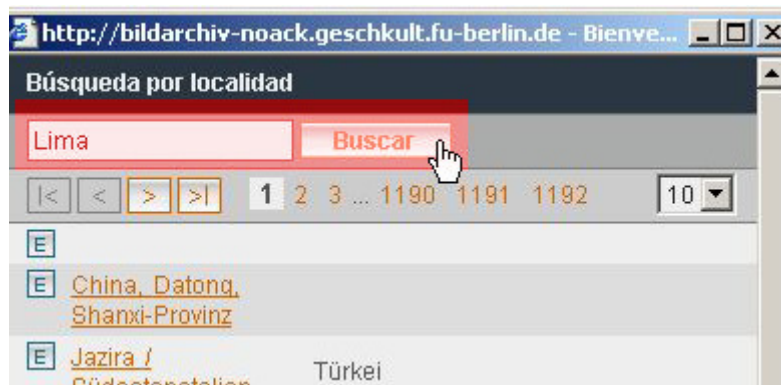 http://bildarchiv-noack.geschkult.fu-berlin.de - Bienve...
Búsqueda por localidad
Lima Buscar
|< < > >| 1 2 3 ... 1190 1191 1192 10
E
E China, Datong,
Shanxi-Provinz
E Jazira / Türkei
Südostanatolien